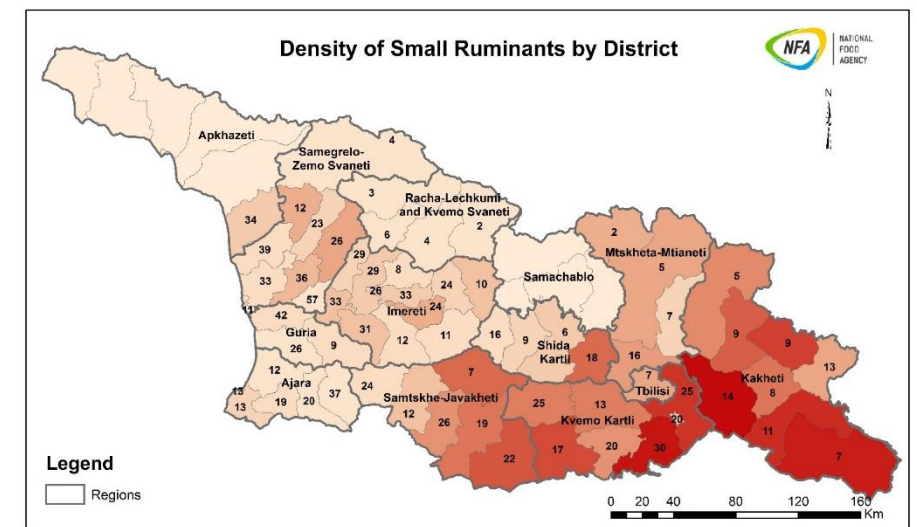 Density of Small Ruminants by District
NFA
NATIONAL
FOOD
AGENCY
N
Apkhazeti
4
Samegrelo-
Zemo Svaneti
3
Racha-Lechkumi
and Kvemo Svaneti
2
12
34
23
26
6
4
2
Mtskheta-Mtianeti
5
39
29
29
8
Samachablo
5
33
36
26
33
24
10
57
33
24
7
11
42
Imereti
9
9
Guria
31
16
9
6
Shida
Kartli
26
9
12
11
18
16
13
12
7
Tbilisi
25
Kakheti
8
Ajara
37
24
7
14
13
13
19
20
Samtskhe-Javakheti
12
25
13
Kvemo Kartli
20
11
26
19
30
7
22
17
20
Legend
Regions
0 20 40 80 120 160
Km